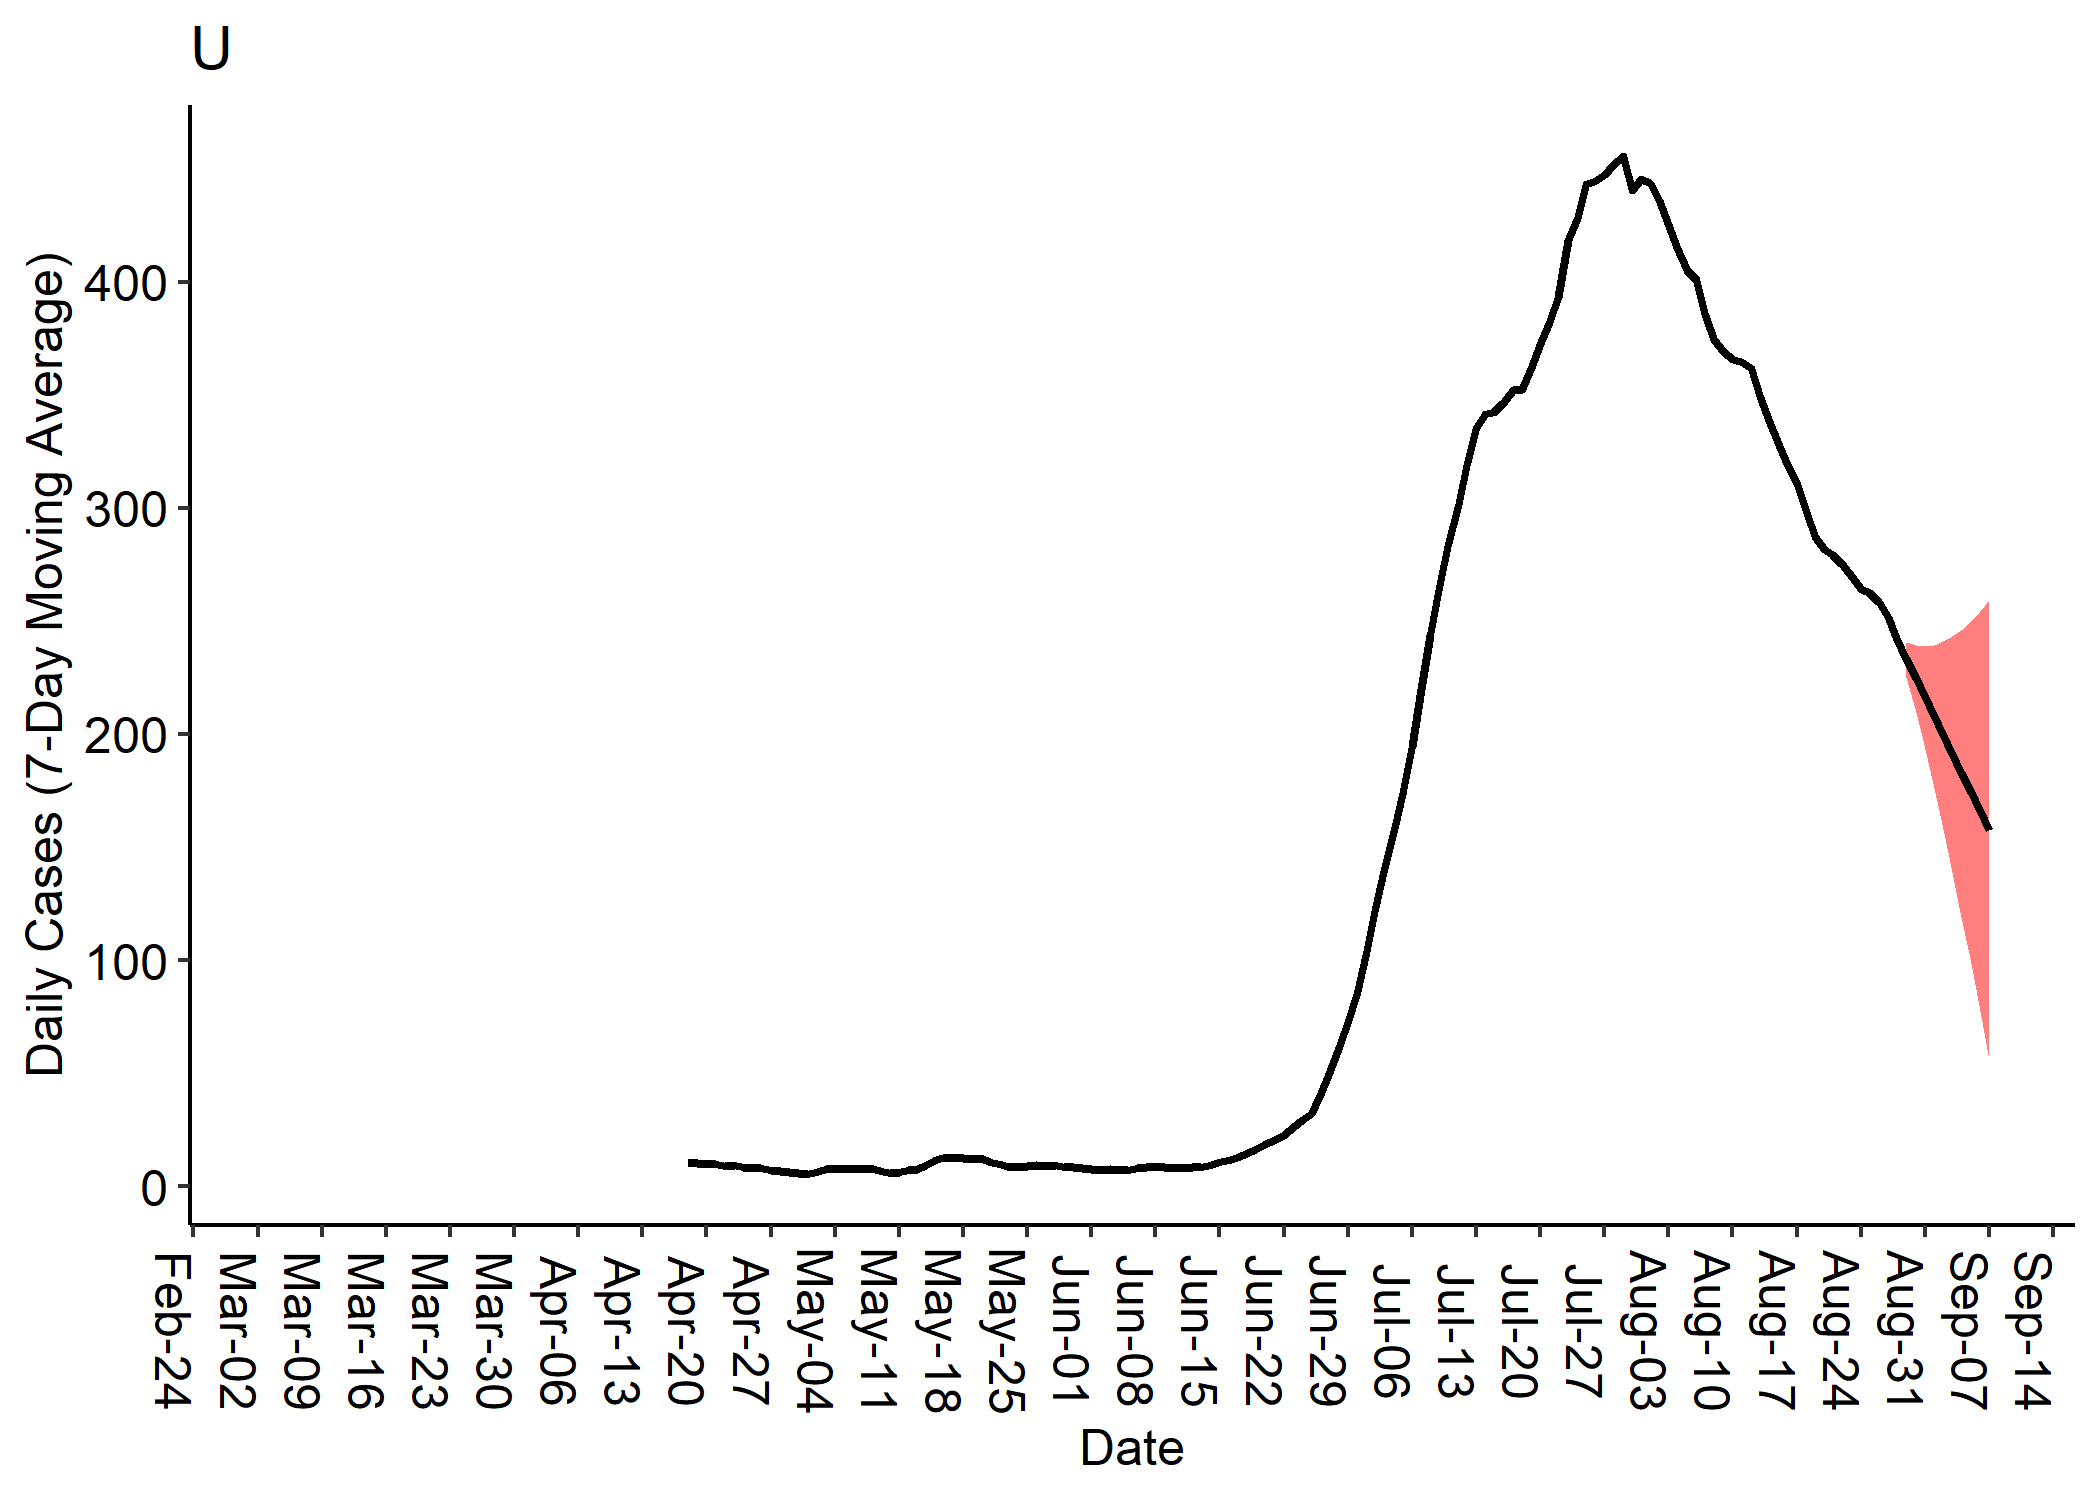 U
Daily Cases (7-Day Moving Average)
400
300
200
100
0
Feb-24
Mar-02
Mar-09
Mar-16
Mar-23
Mar-30
Apr-06
Apr-13
Apr-20
Apr-27
May-04
May-11
May-18
May-25
Jun-01
Jun-08
Jun-15
Jun-22
Jun-29
Jul-06
Jul-13
Jul-20
Jul-27
Aug-03
Aug-10
Aug-17
Aug-24
Aug-31
Sep-07
Sep-14
Date